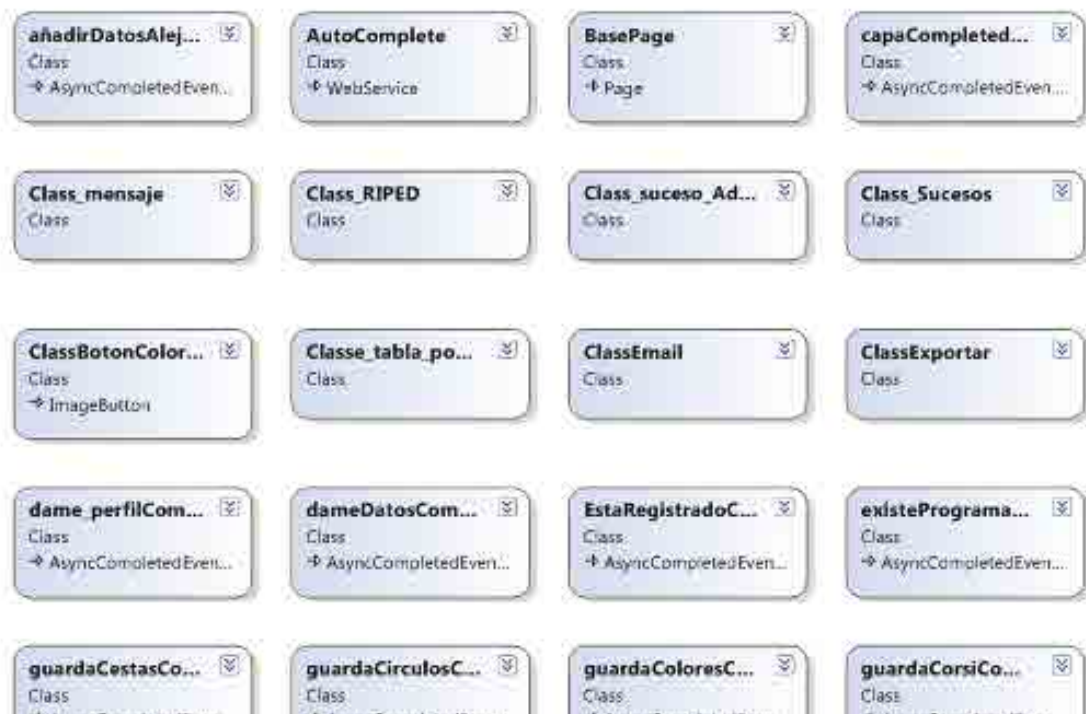 añadirDatosAlej... AutoComplete BasePage capaCompleted...
Class Class Class Class
AsyncCompletedEven... WebService Page AsyncCompletedEven...
Class_mensaje Class_RIPED Class_suceso_Ad... Class_Sucesos
Class Class Class Class
ClassBotonColor... Classe_tabla_po... ClassEmail ClassExportar
Class Class Class Class
ImageButton
dame_perfilCom... dameDatosCom... EstaRegistradoC... existePrograma...
Class Class Class Class
AsyncCompletedEven... AsyncCompletedEven... AsyncCompletedEven... AsyncCompletedEven...
guardaCestasCo... guardaCirculosC... guardaColoresC... guardaCorsiCo...
Class Class Class Class